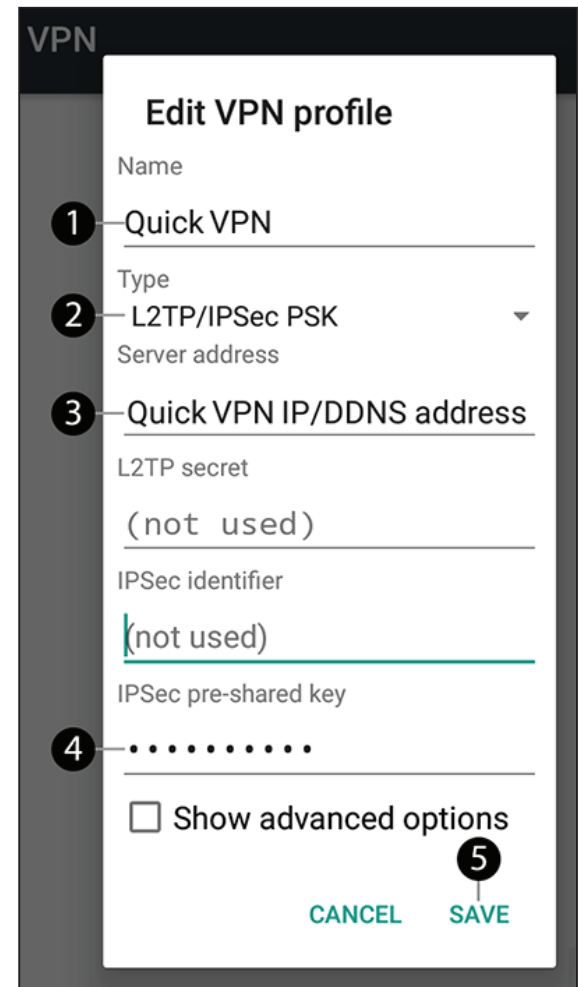 VPN
Edit VPN profile
Name
1 Quick VPN
Type
2 L2TP/IPSec PSK
Server address
3 Quick VPN IP/DDNS address
L2TP secret
(not used)
IPSec identifier
(not used)
IPSec pre-shared key
4 ••••••••••
Show advanced options
5
CANCEL SAVE